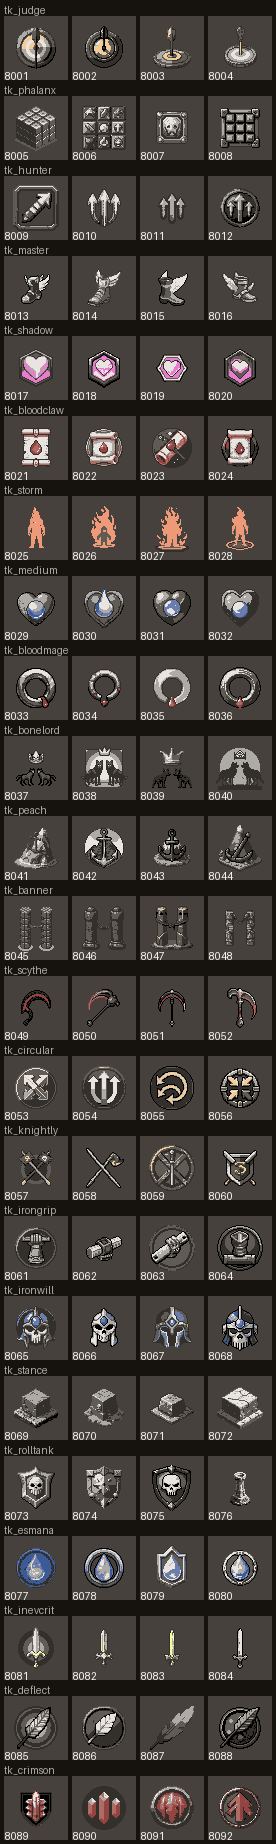 tk_judge
8001 8002 8003 8004
tk_phalanx
8005 8006 8007 8008
tk_hunter
8009 8010 8011 8012
tk_master
8013 8014 8015 8016
tk_shadow
8017 8018 8019 8020
tk_bloodclaw
8021 8022 8023 8024
tk_storm
8025 8026 8027 8028
tk_medium
8029 8030 8031 8032
tk_bloodmage
8033 8034 8035 8036
tk_bonelord
8037 8038 8039 8040
tk_peach
8041 8042 8043 8044
tk_banner
8045 8046 8047 8048
tk_scythe
8049 8050 8051 8052
tk_circular
8053 8054 8055 8056
tk_knightly
8057 8058 8059 8060
tk_irongrip
8061 8062 8063 8064
tk_ironwill
8065 8066 8067 8068
tk_stance
8069 8070 8071 8072
tk_rolltank
8073 8074 8075 8076
tk_esmana
8077 8078 8079 8080
tk_inevcrit
8081 8082 8083 8084
tk_deflect
8085 8086 8087 8088
tk_crimson
8089 8090 8091 8092